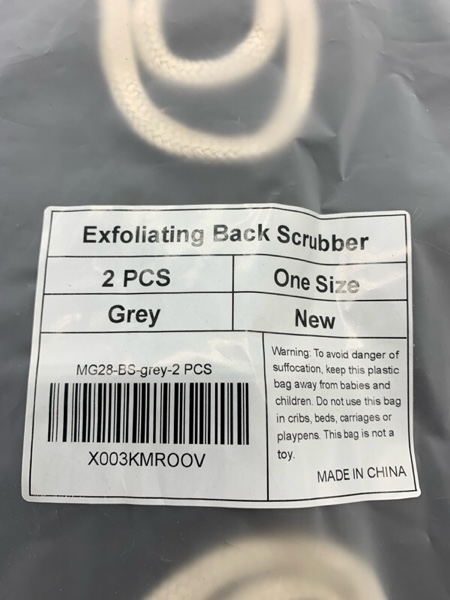 Exfoliating Back Scrubber
2 PCS
One Size
Grey
New
MG28-BS-grey-2 PCS
X003KMROOV
Warning: To avoid danger of
suffocation, keep this plastic
bag away from babies and
children. Do not use this bag
in cribs, beds, carriages or
playpens. This bag is not a
toy.
MADE IN CHINA